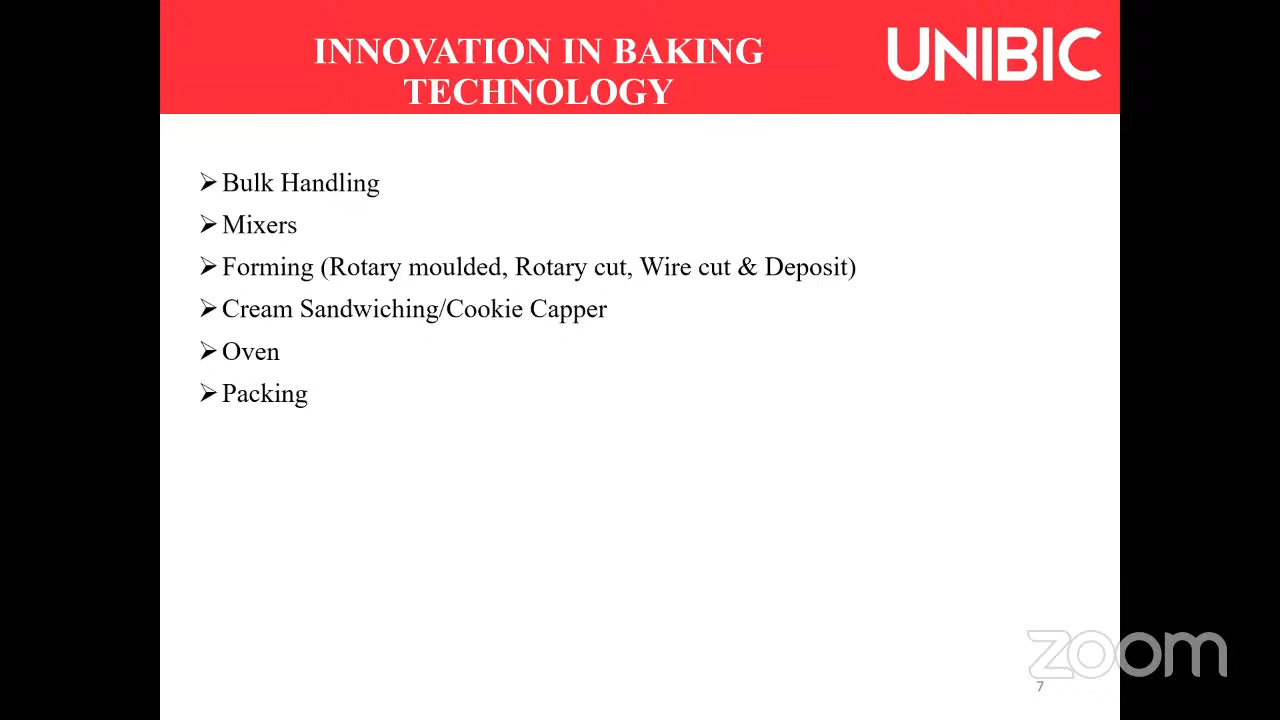 INNOVATION IN BAKING
TECHNOLOGY
UNIBIC
Bulk Handling
Mixers
Forming (Rotary moulded, Rotary cut, Wire cut & Deposit)
Cream Sandwiching/Cookie Capper
Oven
Packing
zoom
7